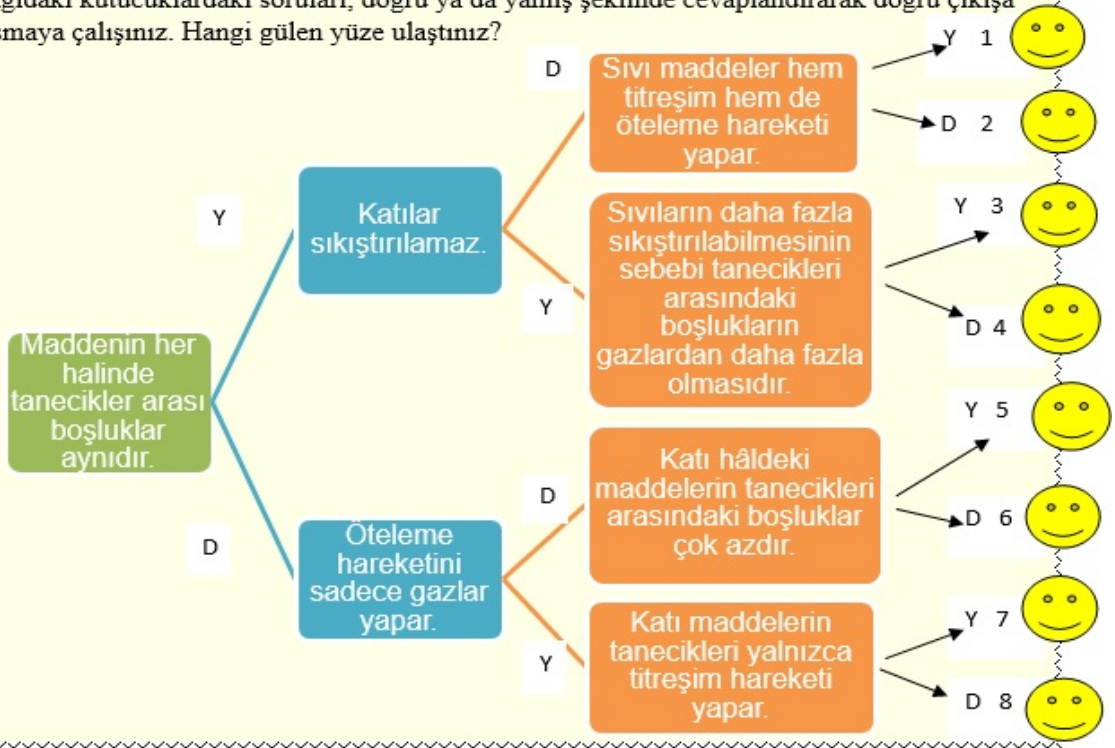 şmaya çalışınız. Hangi gülen yüze ulaştınız?
Maddenin her
halinde
tanecikler arası
boşluklar
aynıdır.
Y
D
Katılar
sıkıştırılamaz.
Öteleme
hareketini
sadece gazlar
yapar.
D
Y
D
Y
Sıvı maddeler hem
titreşim hem de
öteleme hareketi
yapar.
Sıvıların daha fazla
sıkıştırılabilmesinin
sebebi tanecikleri
arasındaki
boşlukların
gazlardan daha fazla
olmasıdır.
Katı hâldeki
maddelerin tanecikleri
arasındaki boşluklar
çok azdır.
Katı maddelerin
tanecikleri yalnızca
titreşim hareketi
yapar.
Y 1
D 2
Y 3
D 4
Y 5
D 6
Y 7
D 8